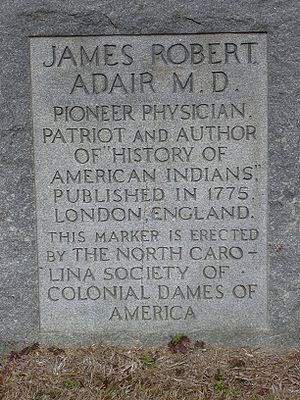 JAMES ROBERT
ADAIR M.D.
PIONEER PHYSICIAN.
PATRIOT AND AUTHOR
OF "HISTORY OF
AMERICAN INDIANS"
PUBLISHED IN 1775
LONDON, ENGLAND.
THIS MARKER IS ERECTED
BY THE NORTH CARO-
LINA SOCIETY OF
COLONIAL DAMES OF
AMERICA